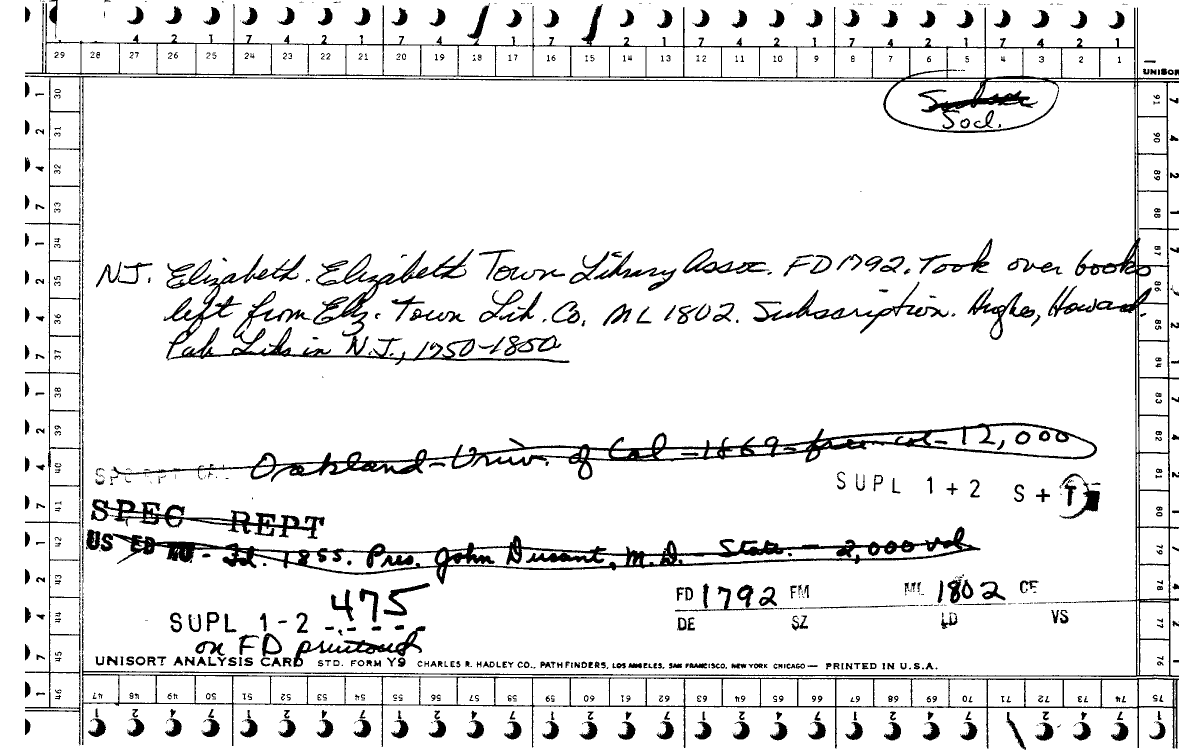 4 2 1 7 4 2 1 7 4 2 1 7 4 2 1 7 4 2 1 7 4 2 1 7 4 2 1
29 28 27 26 25 24 23 22 21 20 19 18 17 16 15 14 13 12 11 10 9 8 7 6 5 4 3 2 1
UNISOR
Socl.
N.J. Elizabeth. Elizabeth Town Library Assoc. FD 1792. Took over books
left from Eliz. Town Lib. Co. ML 1802. Subscription. Hughes, Howard.
Pub Libs in N.J., 1750-1850
Oakland - Univ. of Cal - 1869 - free - col - 12,000
SPC RPT CAL
SUPL 1+2 S + T
SPEC REPT
US ED - Id. 1855. Pres. John Dusant, M.D. - State. - 2,000 vol
FD 1792 FM ML 1802 CE
475
SUPL 1-2
DE SZ LD VS
on FD printout
UNISORT ANALYSIS CARD STD. FORM Y9 CHARLES R. HADLEY CO., PATHFINDERS, LOS ANGELES, SAN FRANCISCO, NEW YORK CHICAGO — PRINTED IN U.S.A.
30 31 32 33 34 35 36 37 38 39 40 41 42 43 44 45 46
91 90 89 88 87 86 85 84 83 82 81 80 79 78 77 76
47 48 49 50 51 52 53 54 55 56 57 58 59 60 61 62 63 64 65 66 67 68 69 70 71 72 73 74 75